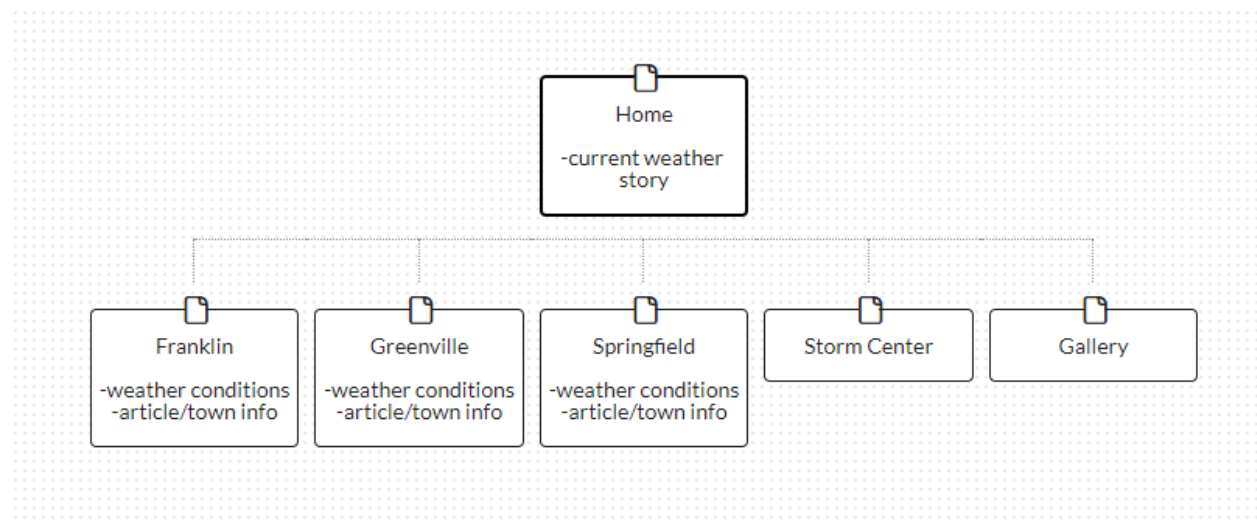 Home
-current weather
story
Franklin
-weather conditions
-article/town info
Greenville
-weather conditions
-article/town info
Springfield
-weather conditions
-article/town info
Storm Center
Gallery